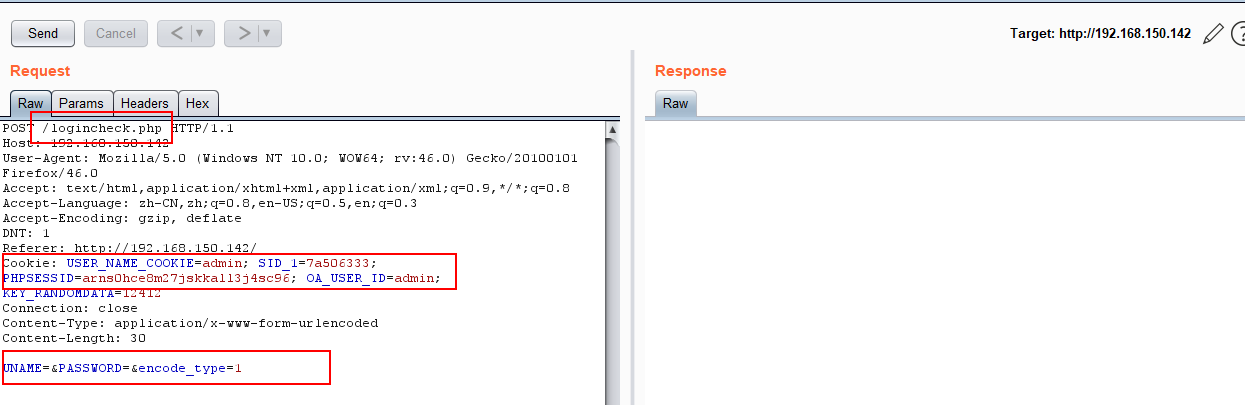 Send Cancel < ▼ > ▼ Target: http://192.168.150.142 ?
Request
Raw Params Headers Hex
POST /logincheck.php HTTP/1.1
Host: 192.168.150.142
User-Agent: Mozilla/5.0 (Windows NT 10.0; WOW64; rv:46.0) Gecko/20100101
Firefox/46.0
Accept: text/html,application/xhtml+xml,application/xml;q=0.9,*/*;q=0.8
Accept-Language: zh-CN,zh;q=0.8,en-US;q=0.5,en;q=0.3
Accept-Encoding: gzip, deflate
DNT: 1
Referer: http://192.168.150.142/
Cookie: USER_NAME_COOKIE=admin; SID_1=7a506333;
PHPSESSID=arns0hce8m27jskkall3j4sc96; OA_USER_ID=admin;
KEY_RANDOMDATA=12412
Connection: close
Content-Type: application/x-www-form-urlencoded
Content-Length: 30
UNAME=&PASSWORD=&encode_type=1
Response
Raw